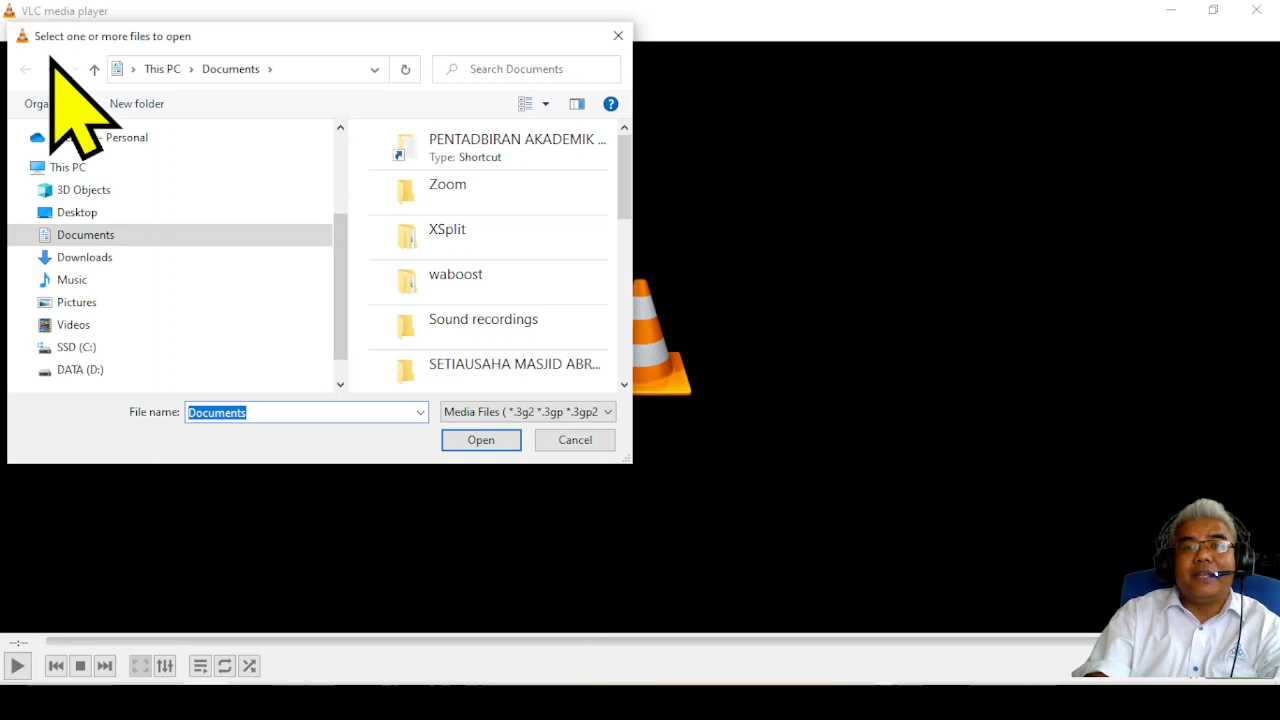 VLC media player
Select one or more files to open
This PC > Documents >
Search Documents
New folder
- Personal
This PC
3D Objects
Desktop
Documents
Downloads
Music
Pictures
Videos
SSD (C:)
DATA (D:)
PENTADBIRAN AKADEMIK ...
Type: Shortcut
Zoom
XSplit
waboost
Sound recordings
SETIAUSAHA MASJID ABR...
File name: Documents
Media Files ( *.3g2 *.3gp *.3gp2
Open
Cancel
--:--